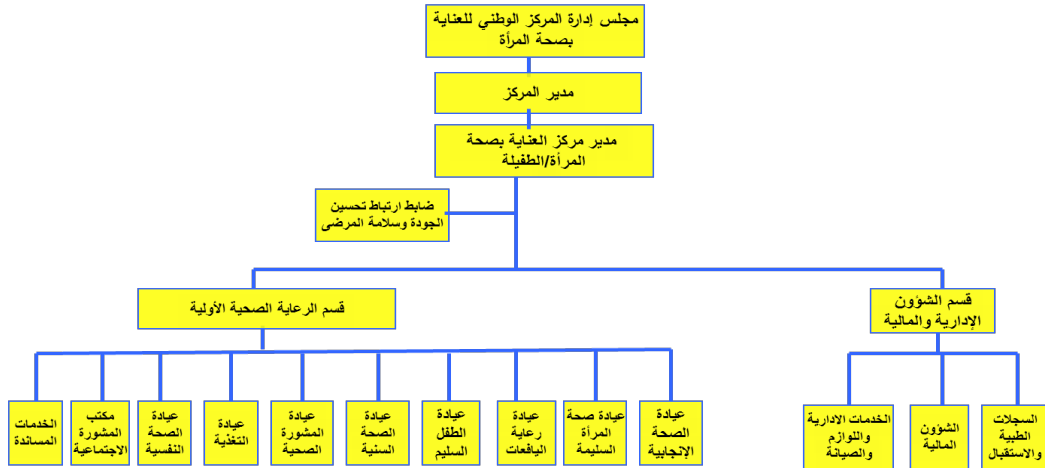 مجلس إدارة المركز الوطني للعناية
بصحة المرأة
مدير المركز
مدير مركز العناية بصحة
المرأة/الطفيلة
ضابط ارتباط تحسين
الجودة وسلامة المرضى
قسم الشؤون
الإدارية والمالية
قسم الرعاية الصحية الأولية
السجلات
الطبية
والاستقبال
الشؤون
المالية
الخدمات الادارية
واللوازم
والصيانة
عيادة
الصحة
الإنجابية
عيادة صحة
المرأة
السليمة
عيادة
رعاية
اليافعات
عيادة
الطفل
السليم
عيادة
الصحة
السنية
عيادة
المشورة
الصحية
عيادة
التغذية
عيادة
الصحة
النفسية
مكتب
المشورة
الاجتماعية
الخدمات
المساندة